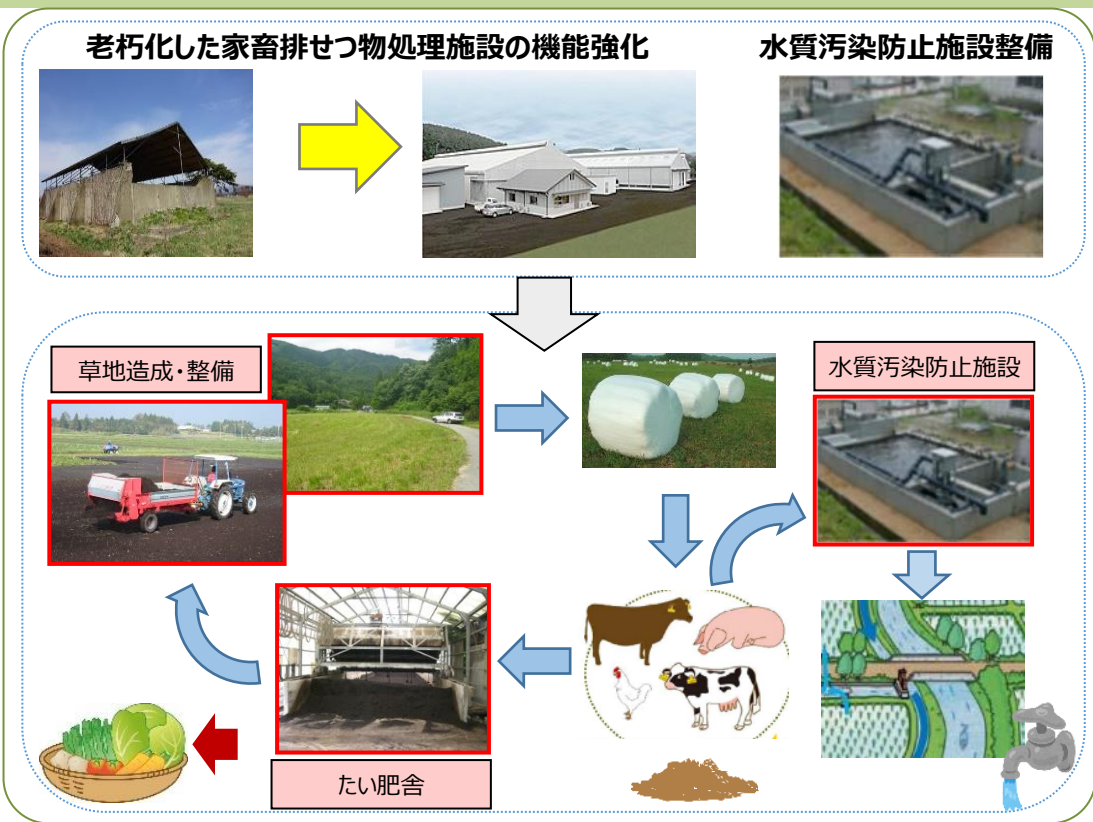 老朽化した家畜排せつ物処理施設の機能強化
水質汚染防止施設整備
草地造成・整備
水質汚染防止施設
たい肥舎